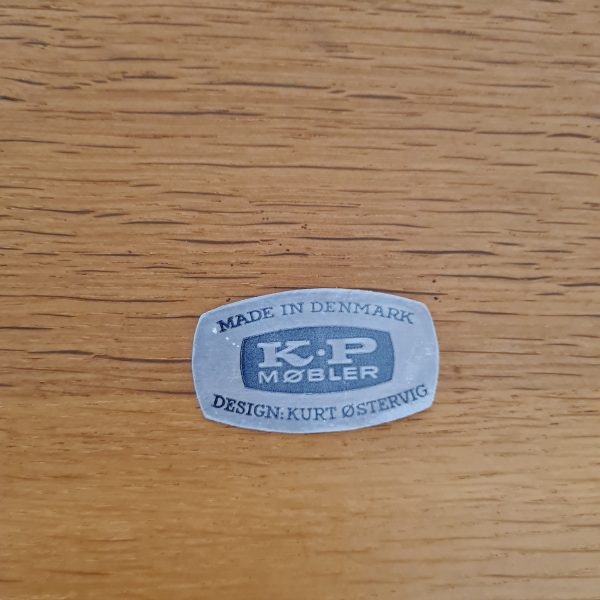 MADE IN DENMARK
K·P
MØBLER
DESIGN: KURT ØSTERVIG